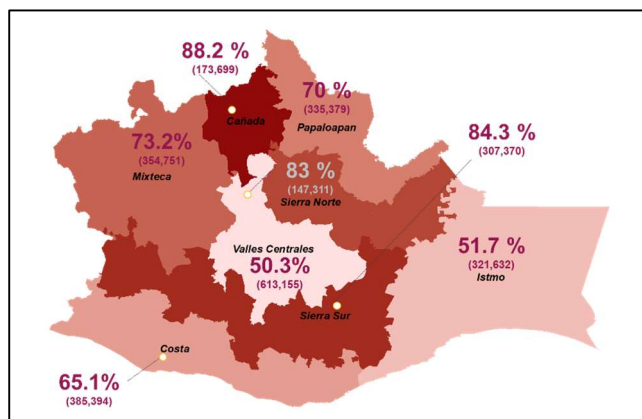 88.2 %
(173,699)
Cañada
70 %
(335,379)
Papaloapan
84.3 %
(307,370)
73.2%
(354,751)
Mixteca
83 %
(147,311)
Sierra Norte
Valles Centrales
50.3%
(613,155)
51.7 %
(321,632)
Istmo
Sierra Sur
Costa
65.1%
(385,394)